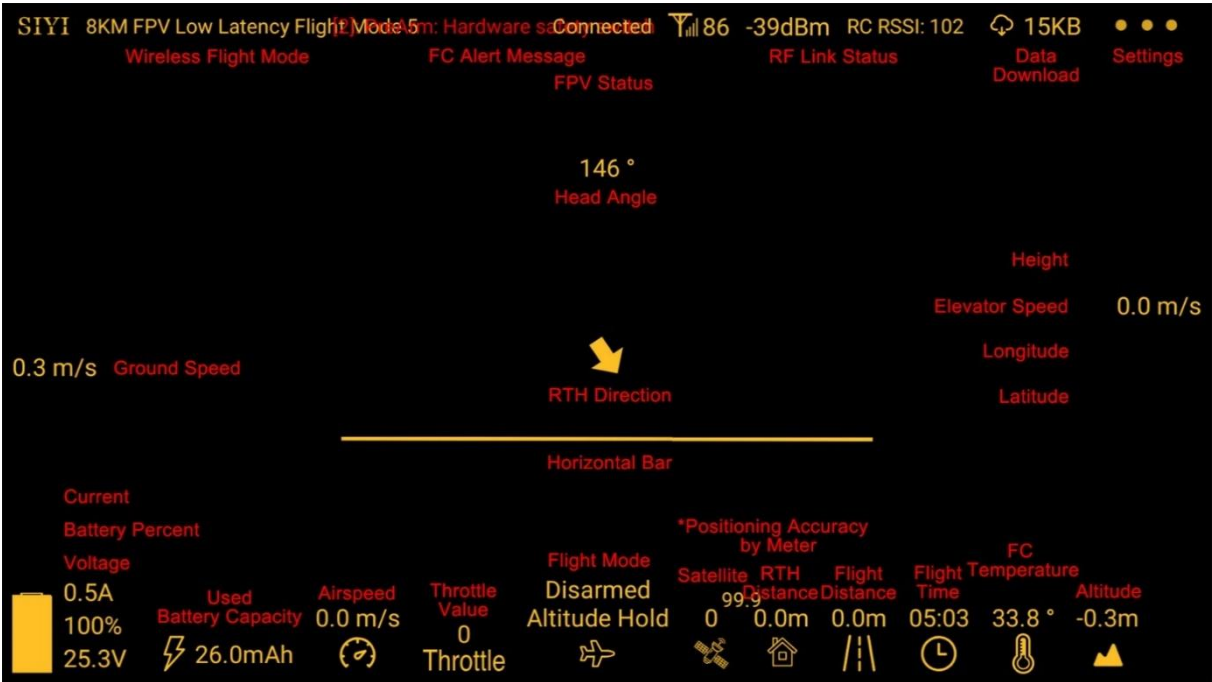 SIYI 8KM FPV Low Latency Flight Mode 5 [2] PreArm: Hardware safety switch Connected 86 -39dBm RC RSSI: 102 15KB
Wireless Flight Mode FC Alert Message RF Link Status Data Download Settings
FPV Status
146 °
Head Angle
Height
Elevator Speed 0.0 m/s
Longitude
0.3 m/s Ground Speed
RTH Direction
Latitude
Horizontal Bar
Current
Battery Percent
Voltage
*Positioning Accuracy
by Meter
Flight Mode
FC
Temperature
Satellite RTH Distance Flight Distance Flight Time
Used Battery Capacity Airspeed Throttle Value Altitude
0.5A Disarmed 99.9
100% 0.0 m/s 0 Altitude Hold 0 0.0m 0.0m 05:03 33.8 ° -0.3m
25.3V 26.0mAh Throttle